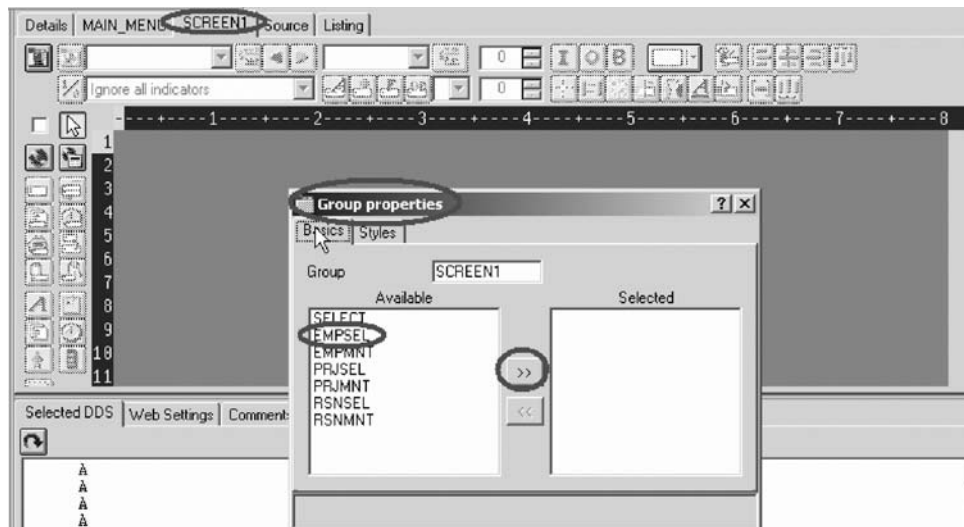 Details MAIN_MENU SCREEN1 Source Listing
0 I O B
Ignore all indicators 0
----+----1----+----2----+----3----+----4----+----5----+----6----+----7----+----8
1
2
3
4
5
6
7
8
9
10
11
Group properties ? ×
Basics Styles
Group SCREEN1
Available Selected
SELECT
EMPSEL
EMPMNT
PRJSEL
PRJMNT
RSNSEL
RSNMNT
>>
<<
Selected DDS Web Settings Comments
À
À
À
À